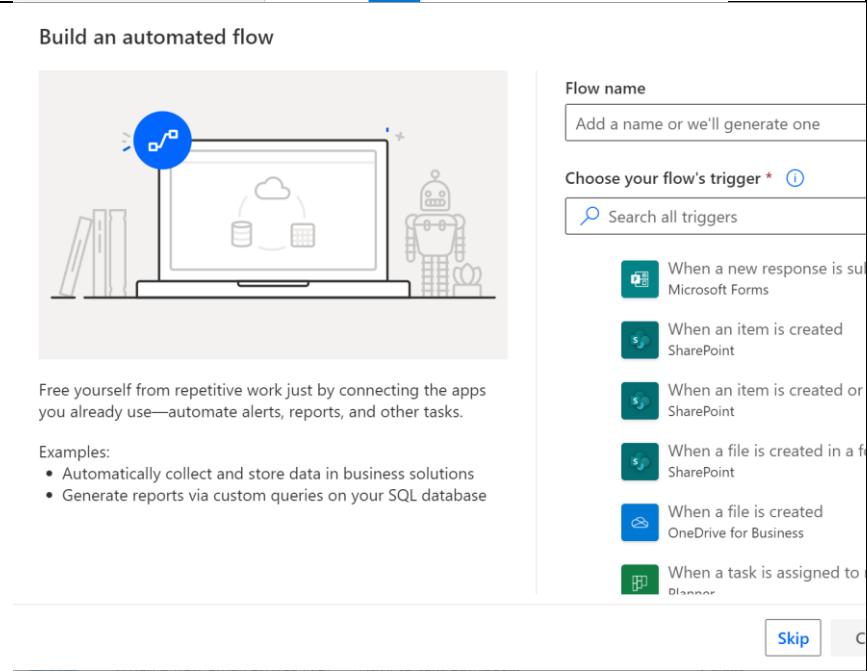 Build an automated flow
Free yourself from repetitive work just by connecting the apps
you already use—automate alerts, reports, and other tasks.
Examples:
• Automatically collect and store data in business solutions
• Generate reports via custom queries on your SQL database
Flow name
Add a name or we'll generate one
Choose your flow's trigger *
Search all triggers
When a new response is
Microsoft Forms
When an item is created
SharePoint
When an item is created or
SharePoint
When a file is created in a
SharePoint
When a file is created
OneDrive for Business
When a task is assigned to
Planner
Skip